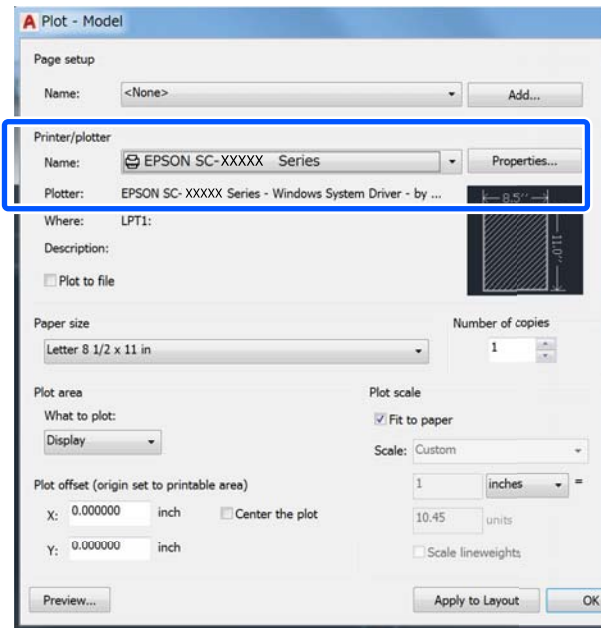 A Plot - Model
Page setup
Name: <None> Add...
Printer/plotter
Name: EPSON SC-XXXXX Series Properties...
Plotter: EPSON SC- XXXXX Series - Windows System Driver - by ...
Where: LPT1:
Description:
Plot to file
8.5''
11.0''
Paper size
Letter 8 1/2 x 11 in
Number of copies
1
Plot area
What to plot:
Display
Plot scale
Fit to paper
Scale: Custom
1 inches =
10.45 units
Scale lineweights
Plot offset (origin set to printable area)
X: 0.000000 inch Center the plot
Y: 0.000000 inch
Preview... Apply to Layout OK